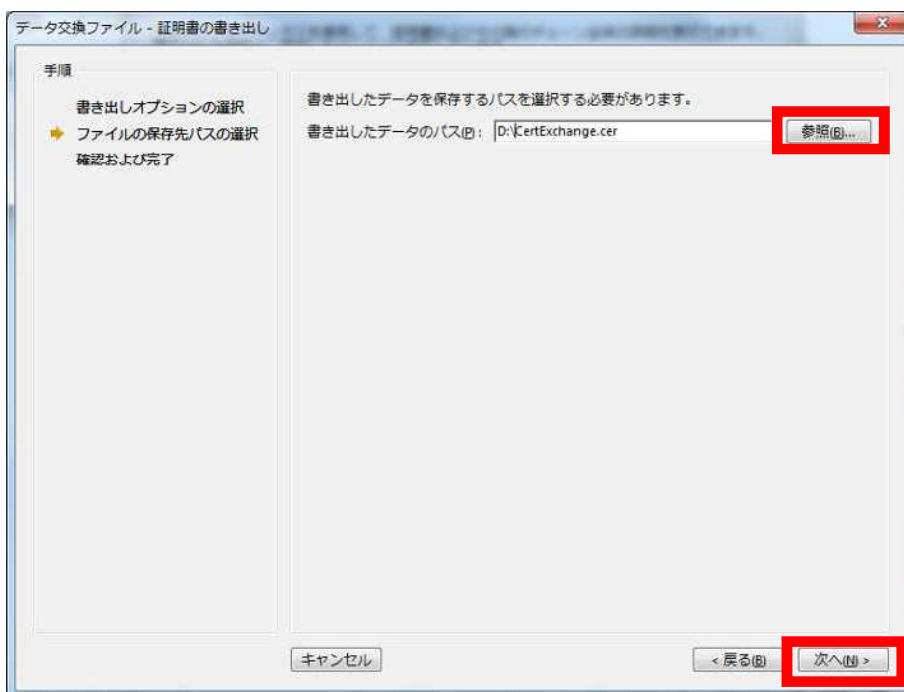 データ交換ファイル - 証明書の書き出し
手順
書き出しオプションの選択
ファイルの保存先パスの選択
確認および完了
書き出したデータを保存するパスを選択する必要があります。
書き出したデータのパス(P): D:\CertExchange.cer 参照(B)...
キャンセル < 戻る(B) 次へ(N) >